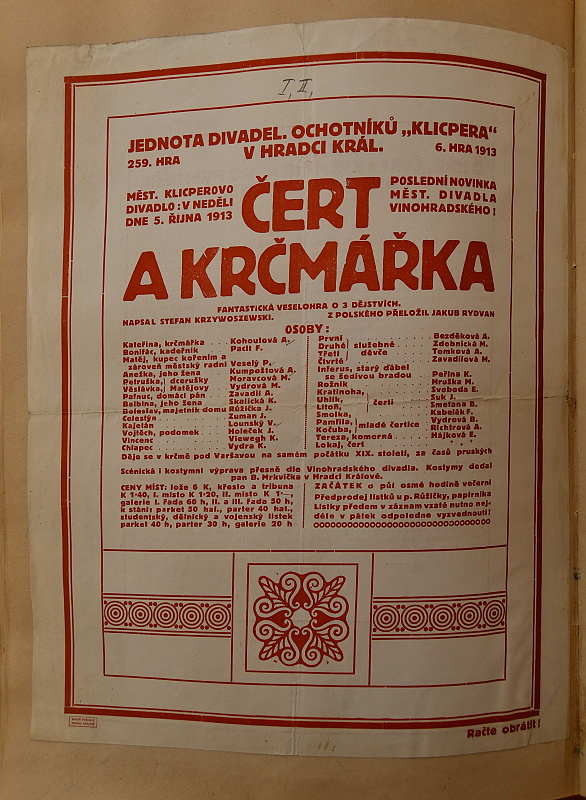 I, II,
JEDNOTA DIVADEL. OCHOTNÍKŮ „KLICPERA“
259. HRA
V HRADCI KRÁL.
6. HRA 1913
MĚST. KLICPEROVO
DIVADLO: V NEDĚLI
DNE 5. ŘÍJNA 1913
ČERT
POSLEDNÍ NOVINKA
MĚST. DIVADLA
VINOHRADSKÉHO!
A KRČMÁŘKA
FANTASTICKÁ VESELOHRA O 3 DĚJSTVÍCH.
NAPSAL STEFAN KRZYWOSZEWSKI.
Z POLSKÉHO PŘELOŽIL JAKUB RYDVAN
OSOBY:
Kateřina, krčmářka . . Kohoutová A.
Bonifác, kadeřník . . Paclt F.
Matěj, kupec kořením a
zároveň městský radní Veselý P.
Anežka, jeho žena . . Kumpoštová A.
Petruška, dcerušky . . Moravcová M.
Věslávka, Matějovy . . Vydrová M.
Pafnuc, domácí pán . . Zavadil A.
Balbína, jeho žena . . Skalická K.
Boleslav, majetník domu Růžička J.
Celestýn . . Zuman J.
Kajetán . . Lounský V.
Vojtěch, podomek . . Holeček J.
Vincenc . . Viewegh K.
Chlapec . . Vydra K.
První . . Bezděková A.
Druhé služebné . . Zdobnická M.
Třetí děvče . . Tomková A.
Čtvrté . . Zavadilová M.
Inferus, starý ďábel
se šedivou bradou . . Peřina K.
Rožnik . . Hruška M.
Kratinoha, . . Svoboda E.
Uhlík, čerti . . Suk J.
Litoň, . . Smetana B.
Smolka, . . Kabelák F.
Pamfila, mladé čertice . . Vydrová B.
Kočuba, . . Richtrová A.
Tereza, komorná . . Hájková E.
Lokaj, čert . . * * *
Děje se v krčmě pod Varšavou na samém počátku XIX. století, za časů pruských
Scénická i kostymní výprava přesně dle Vinohradského divadla. Kostymy dodal
pan B. Mrkvička v Hradci Králové.
CENY MÍST: lože 6 K, křeslo a tribuna
K 1·40, I. místo K 1·20, II. místo K 1·—,
galerie I. řada 60 h, II. a III. řada 50 h,
k stání: parket 50 hal., parter 40 hal.,
studentský, dělnický a vojenský lístek
parket 40 h, parter 30 h, galerie 20 h
ZAČÁTEK o půl osmé hodině večerní
Předprodej lístků u p. Růžičky, papírníka
Lístky předem v záznam vzaté nutno nej-
déle v pátek odpoledne vyzvednouti!
Račte obrátit!